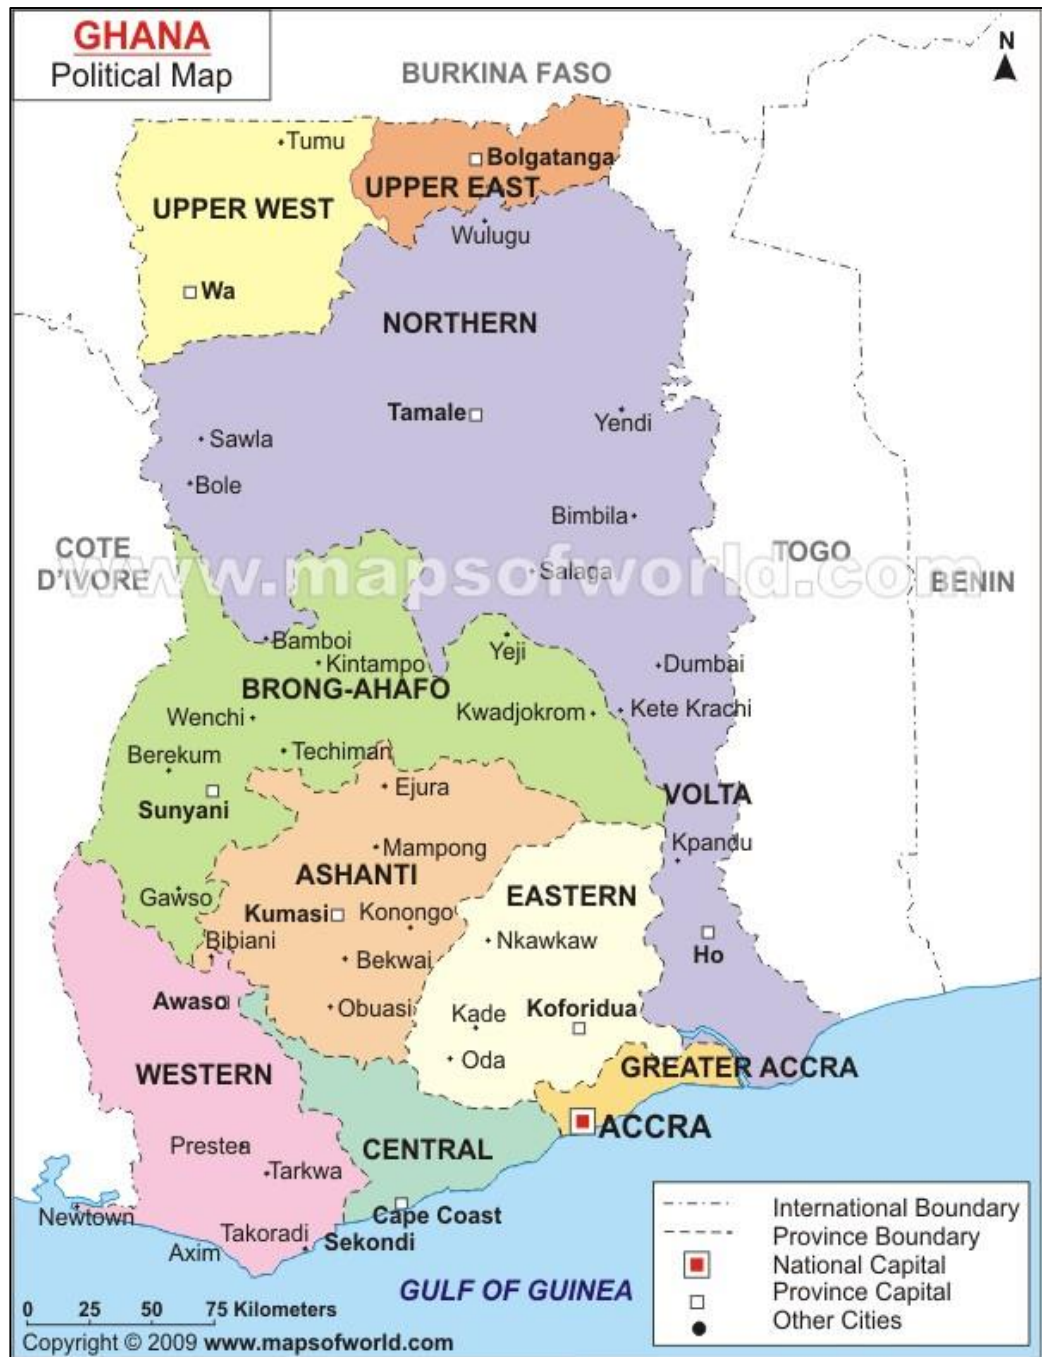 GHANA
Political Map
N
BURKINA FASO
Tumu
Bolgatanga
UPPER EAST
UPPER WEST
Wulugu
Wa
NORTHERN
Tamale
Yendi
Sawla
Bole
Bimbila
COTE
D'IVORE
TOGO
BENIN
www.mapsofworld.com
Salaga
Bamboi
Yeji
Kintampo
Dumbai
BRONG-AHAFO
Wenchi
Kwadjokrom
Kete Krachi
Berekum
Techiman
Ejura
VOLTA
Sunyani
Kpandu
Mampong
ASHANTI
EASTERN
Gawso
Kumasi
Konongo
Bibiani
Nkawkaw
Ho
Bekwai
Awaso
Obuasi
Kade
Koforidua
Oda
WESTERN
GREATER ACCRA
ACCRA
Prestea
CENTRAL
Tarkwa
Newtown
Cape Coast
Takoradi
Sekondi
Axim
GULF OF GUINEA
International Boundary
Province Boundary
National Capital
Province Capital
Other Cities
0 25 50 75 Kilometers
Copyright © 2009 www.mapsofworld.com